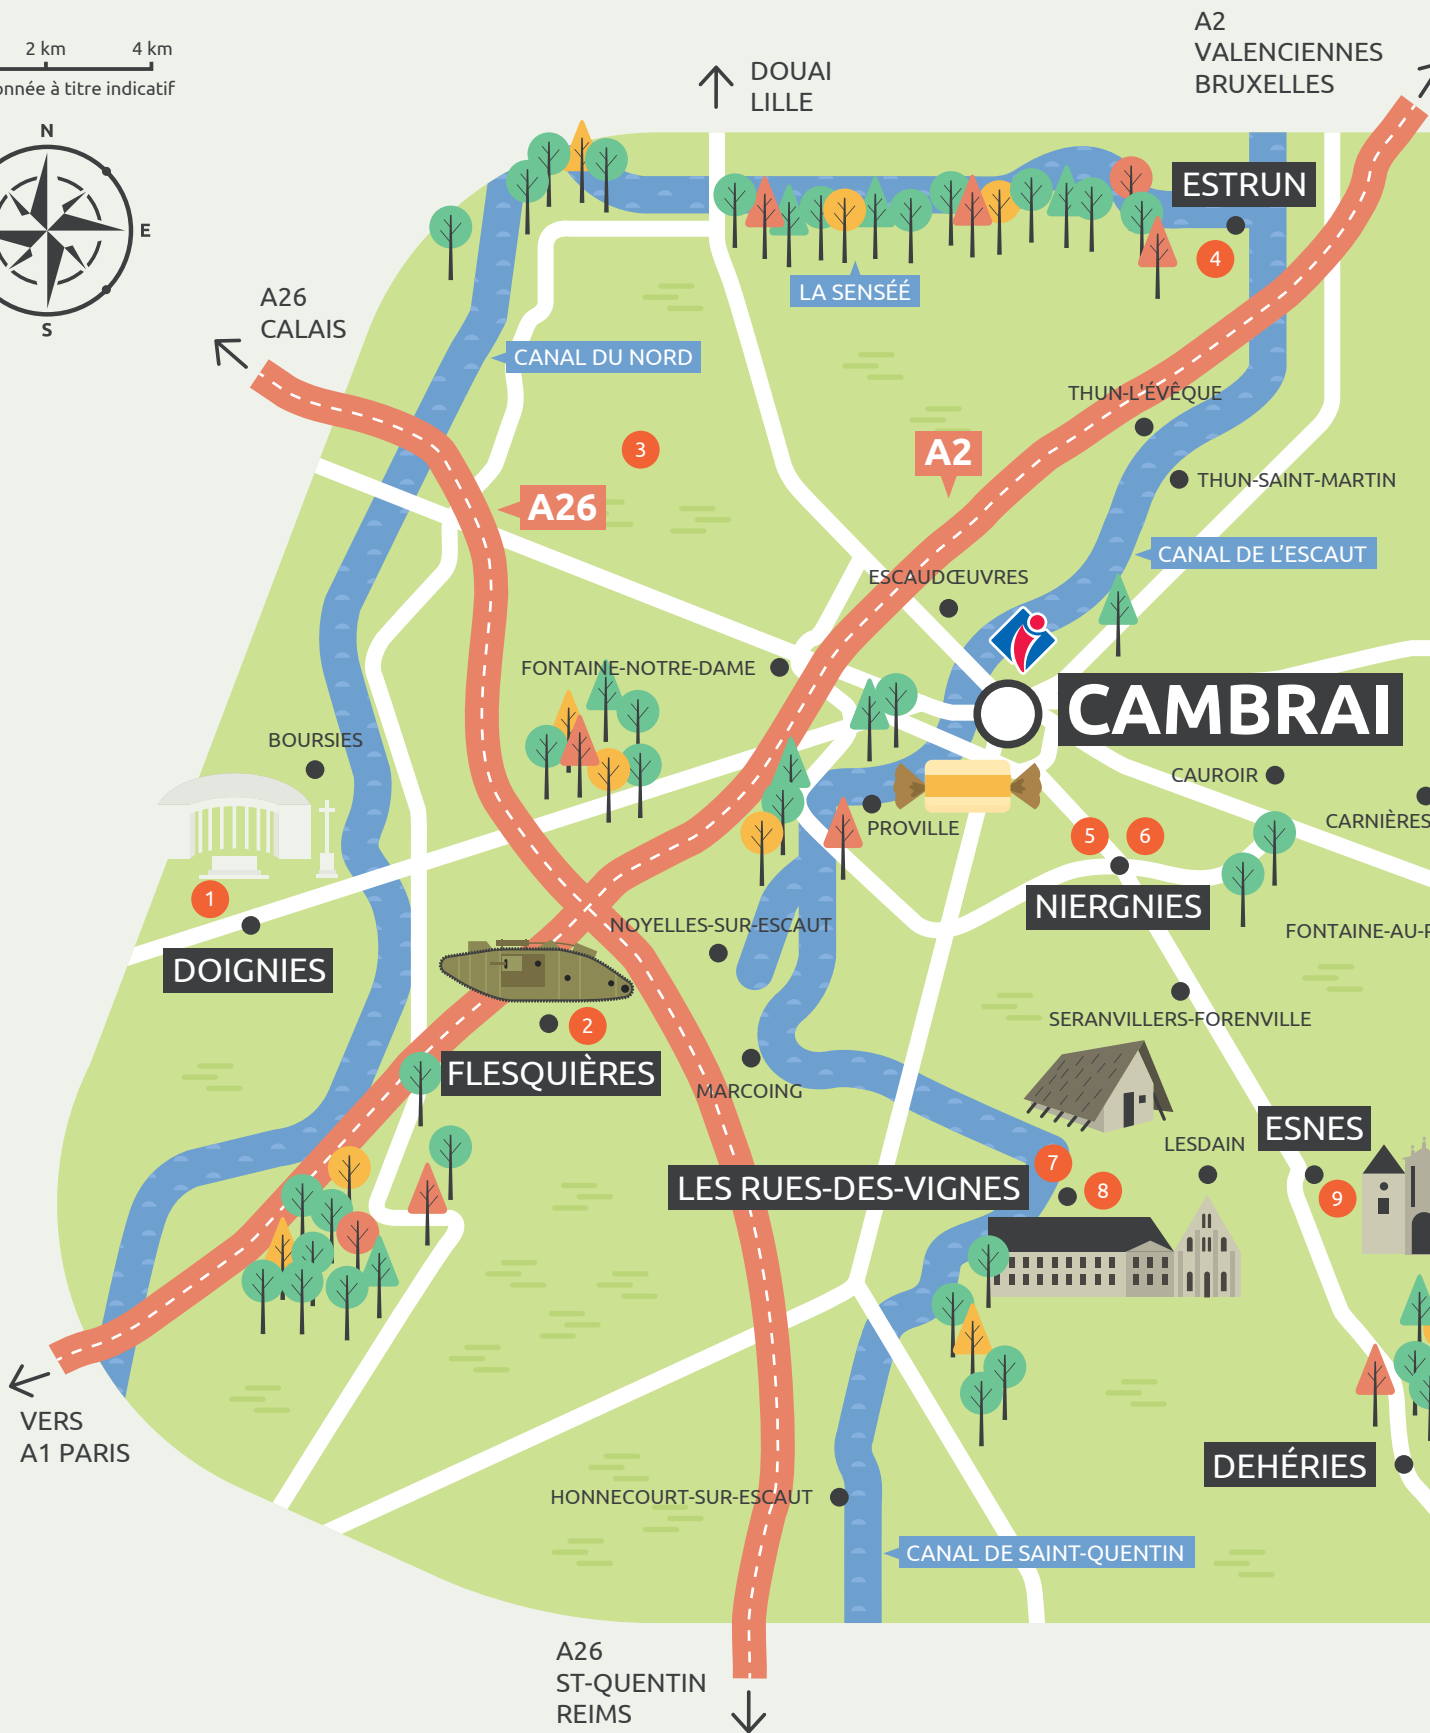 A2
VALENCIENNES
BRUXELLES
2 km 4 km
onnée à titre indicatif
DOUAI
LILLE
N
E
S
ESTRUN
4
LA SENSÉÉ
A26
CALAIS
CANAL DU NORD
THUN-L'ÉVÊQUE
3
A2
THUN-SAINT-MARTIN
A26
CANAL DE L'ESCAUT
ESCAUDŒUVRES
FONTAINE-NOTRE-DAME
CAMBRAI
BOURSIES
CAUROIR
CARNIÈRES
PROVILLE
5 6
1
NIERGNIES
NOYELLES-SUR-ESCAUT
FONTAINE-AU-P
DOIGNIES
SERANVILLERS-FORENVILLE
2
FLESQUIÈRES
MARCOING
ESNES
LESDAIN
7
LES RUES-DES-VIGNES
8
9
VERS
A1 PARIS
DEHÉRIES
HONNECOURT-SUR-ESCAUT
CANAL DE SAINT-QUENTIN
A26
ST-QUENTIN
REIMS